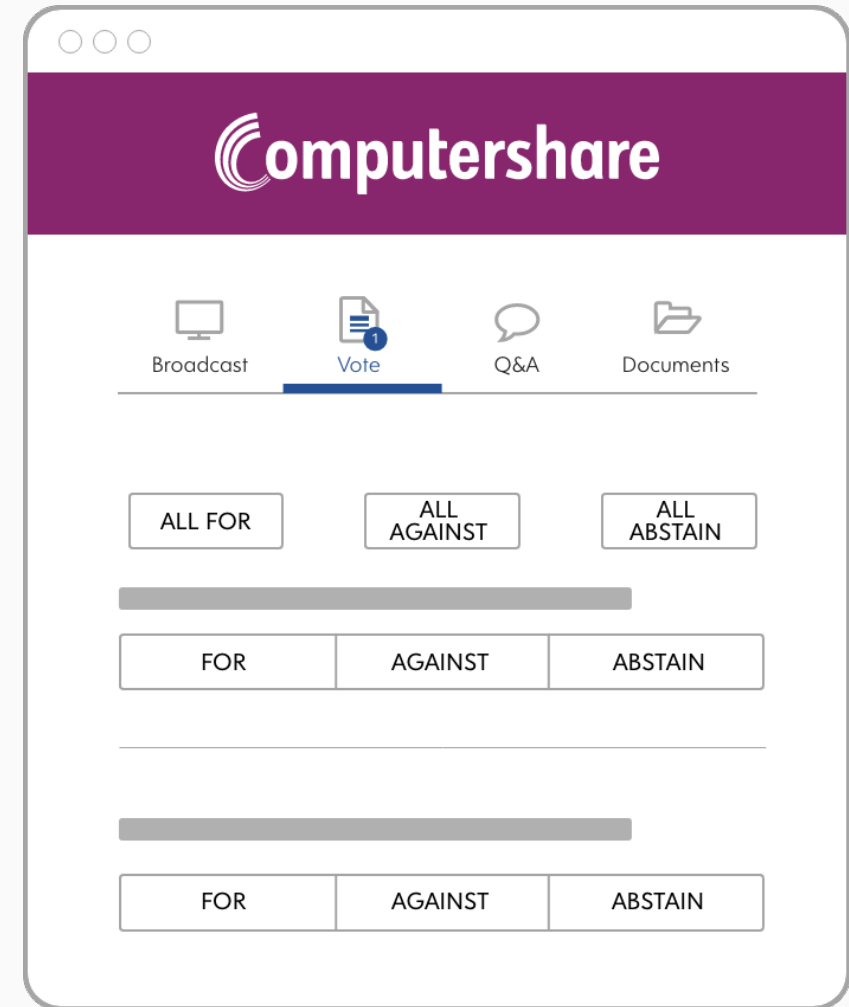 Computershare
1
Broadcast Vote Q&A Documents
ALL FOR ALL AGAINST ALL ABSTAIN
FOR AGAINST ABSTAIN
FOR AGAINST ABSTAIN